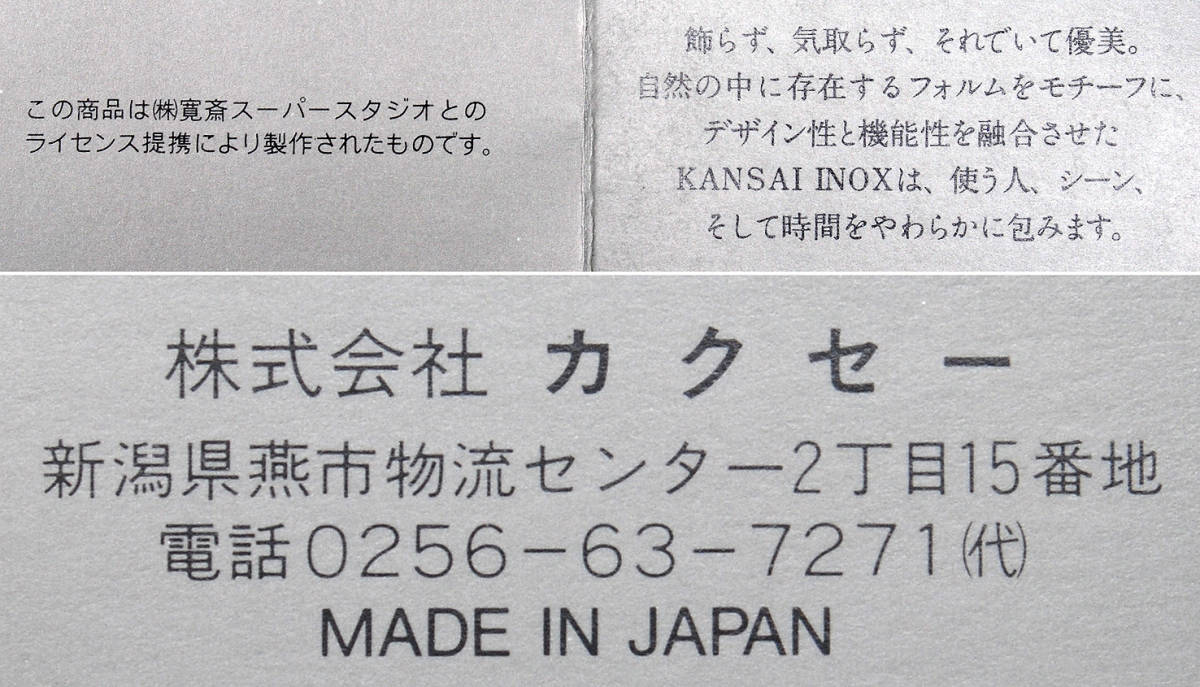 この商品は㈱寛斎スーパースタジオとの
ライセンス提携により製作されたものです。
飾らず、気取らず、それでいて優美。
自然の中に存在するフォルムをモチーフに、
デザイン性と機能性を融合させた
KANSAI INOXは、使う人、シーン、
そして時間をやわらかに包みます。
株式会社 カクセー
新潟県燕市物流センター2丁目15番地
電話0256-63-7271㈹
MADE IN JAPAN